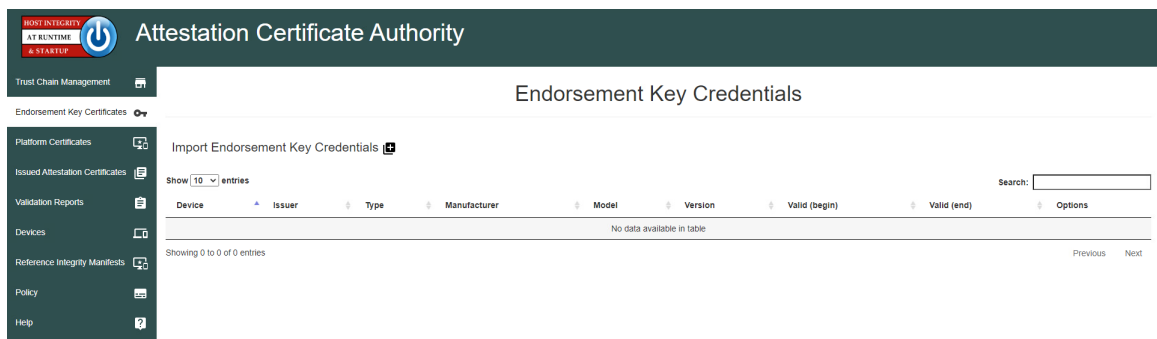 HOST INTEGRITY
AT RUNTIME
& STARTUP
Attestation Certificate Authority
Trust Chain Management
Endorsement Key Certificates
Platform Certificates
Issued Attestation Certificates
Validation Reports
Devices
Reference Integrity Manifests
Policy
Help
?
Endorsement Key Credentials
Import Endorsement Key Credentials
Show 10 entries
Search:
Device Issuer Type Manufacturer Model Version Valid (begin) Valid (end) Options
No data available in table
Showing 0 to 0 of 0 entries
Previous Next